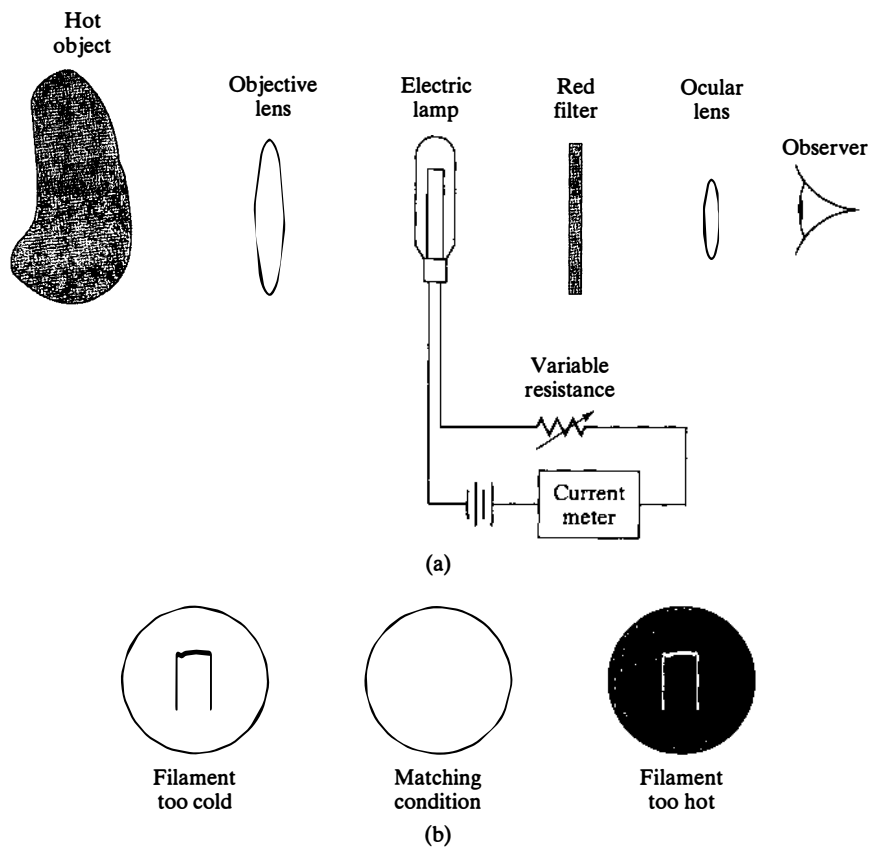 Hot
object
Objective
lens
Electric
lamp
Red
filter
Ocular
lens
Observer
Variable
resistance
Current
meter
(a)
Filament
too cold
Matching
condition
Filament
too hot
(b)